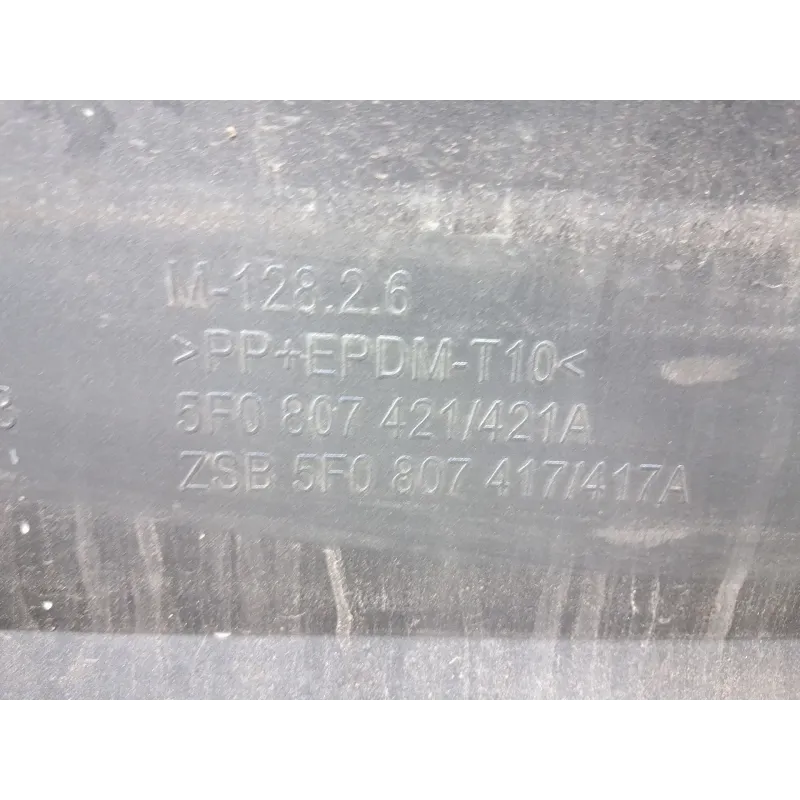 M-128.2.6
>PP+EPDM-T10<
5F0 807 421/421A
ZSB 5F0 807 417/417A